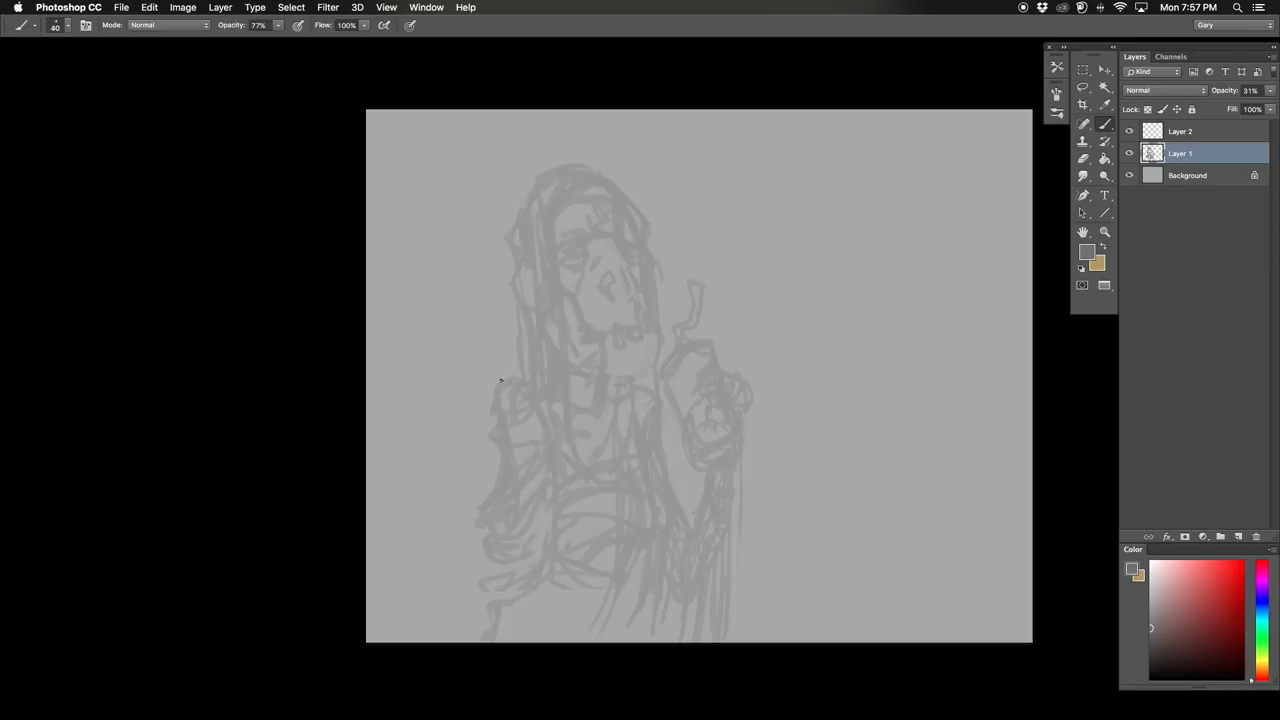 Photoshop CC File Edit Image Layer Type Select Filter 3D View Window Help Mon 7:57 PM
40 Mode: Normal Opacity: 77% Flow: 100% Gary
Layers Channels
Kind
Normal Opacity: 31%
Lock: Fill: 100%
Layer 2
Layer 1
Background
Color